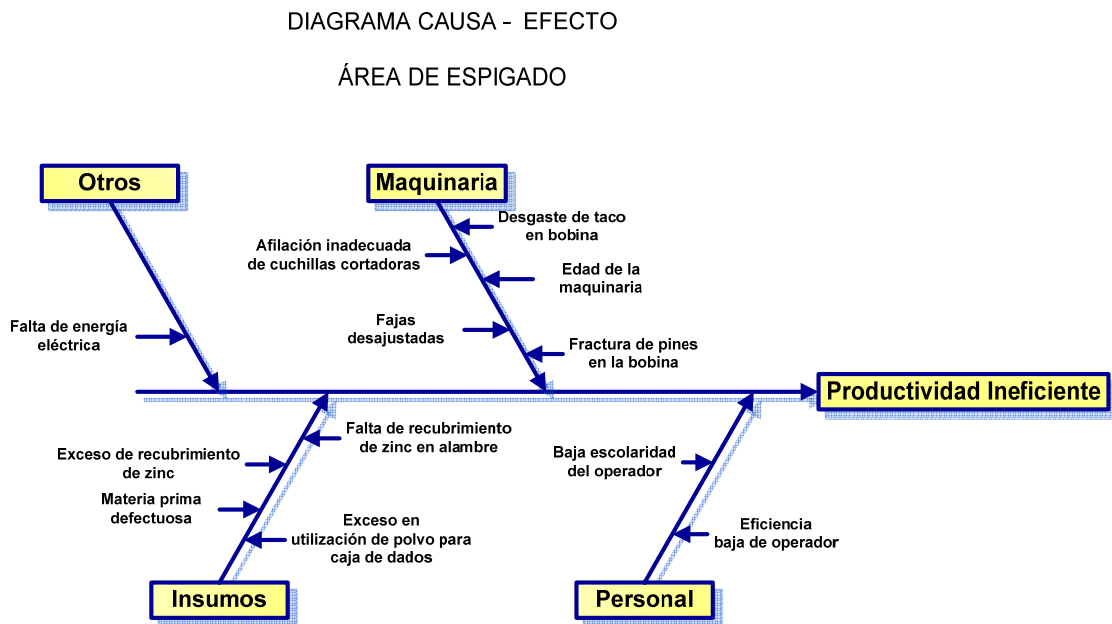 DIAGRAMA CAUSA - EFECTO
ÁREA DE ESPIGADO
Otros
Maquinaria
Desgaste de taco
en bobina
Afilación inadecuada
de cuchillas cortadoras
Edad de la
maquinaria
Falta de energía
eléctrica
Fajas
desajustadas
Fractura de pines
en la bobina
Productividad Ineficiente
Falta de recubrimiento
de zinc en alambre
Exceso de recubrimiento
de zinc
Materia prima
defectuosa
Exceso en
utilización de polvo para
caja de dados
Baja escolaridad
del operador
Eficiencia
baja de operador
Insumos
Personal